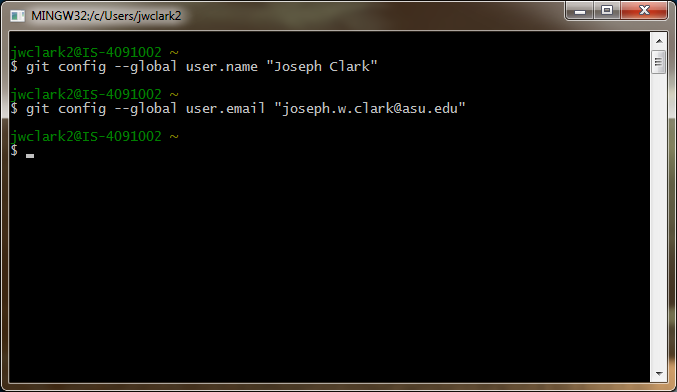 MINGW32:/c/Users/jwclark2
jwclark2@IS-4091002 ~
$ git config --global user.name "Joseph Clark"
jwclark2@IS-4091002 ~
$ git config --global user.email "joseph.w.clark@asu.edu"
jwclark2@IS-4091002 ~
$